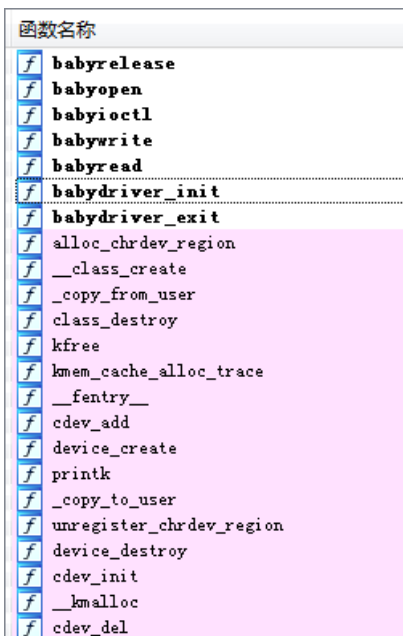 函数名称
f babyrelease
f babyopen
f babyioctl
f babywrite
f babyread
f babydriver_init
f babydriver_exit
f alloc_chrdev_region
f __class_create
f _copy_from_user
f class_destroy
f kfree
f kmem_cache_alloc_trace
f __fentry__
f cdev_add
f device_create
f printk
f _copy_to_user
f unregister_chrdev_region
f device_destroy
f cdev_init
f __kmalloc
f cdev_del